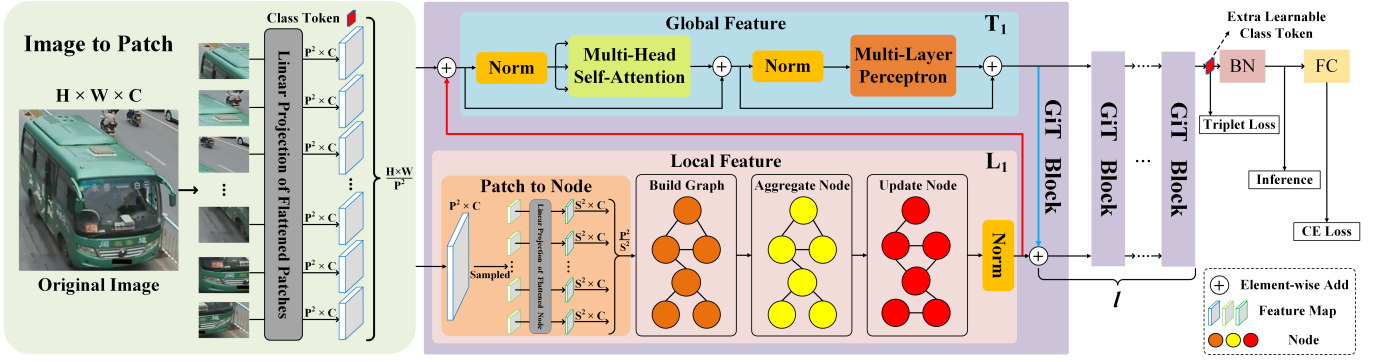 Image to Patch
H × W × C
Original Image
Class Token
Linear Projection of Flattened Patches
P² × C
P² × C
P² × C
P² × C
P² × C
P² × C
H×W
P²
Global Feature
T₁
Norm
Multi-Head
Self-Attention
Norm
Multi-Layer
Perceptron
Local Feature
L₁
Patch to Node
P² × C
Sampled
Linear Projection of Flattened Node
S² × C
S² × C
S² × C
S² × C
P²
S²
Build Graph
Aggregate Node
Update Node
Norm
GiT Block
GiT Block
GiT Block
l
Extra Learnable
Class Token
BN
FC
Triplet Loss
Inference
CE Loss
Element-wise Add
Feature Map
Node